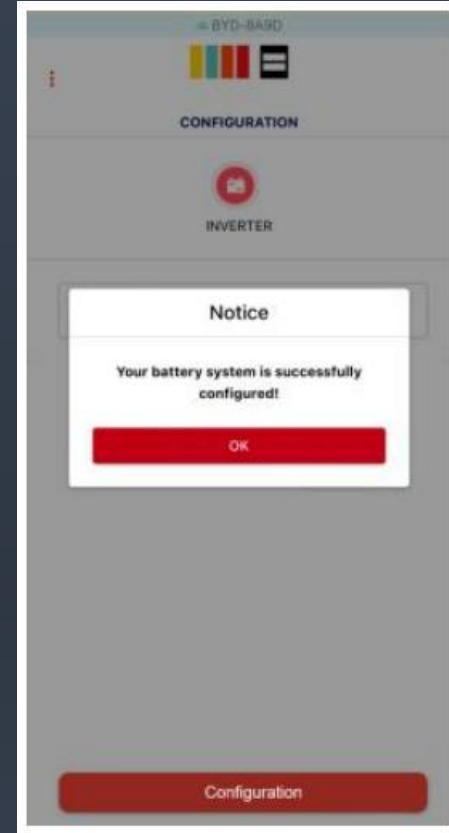 BYD-8A9D
CONFIGURATION
INVERTER
Notice
Your battery system is successfully
configured!
OK
Configuration